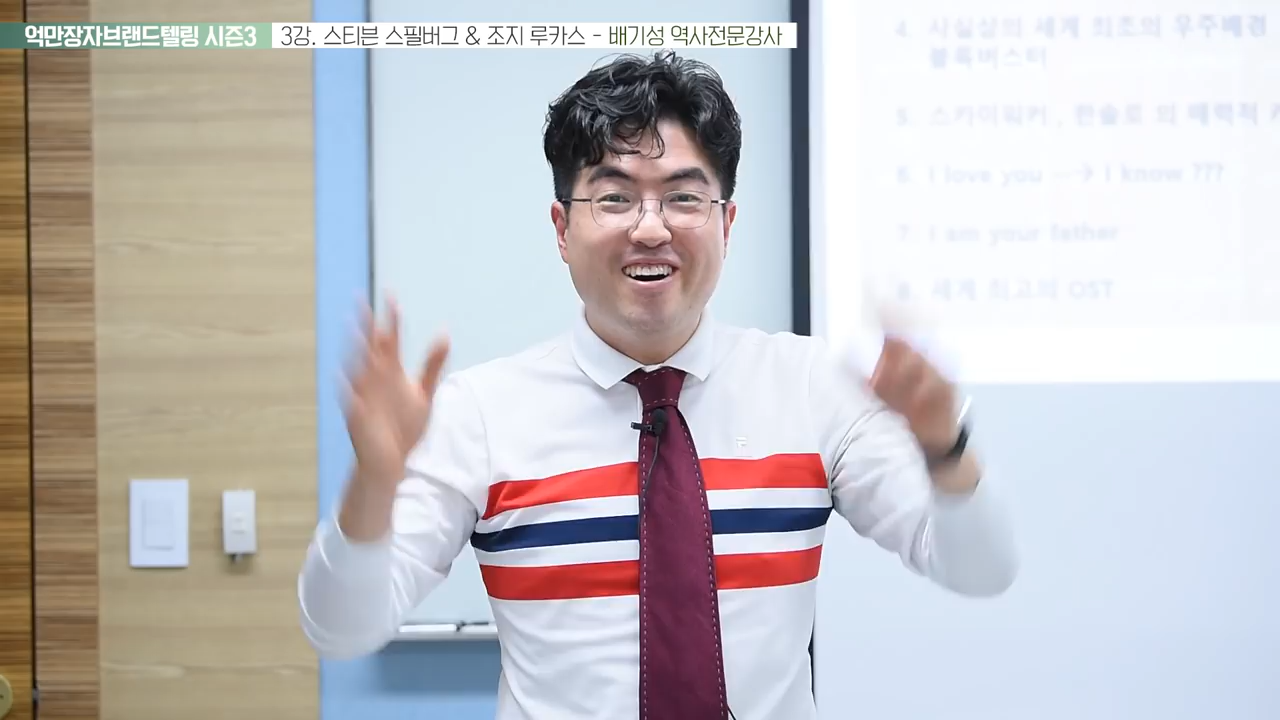 억만장자브랜드텔링 시즌3
3강. 스티븐 스필버그 & 조지 루카스 - 배기성 역사전문강사
4. 사실상의 세계 최초의 우주배경
블록버스터
5. 스카이워커, 한솔로 의 매력적
6. I love you --→ I know ???
7. I am your father
8. 세계 최고의 OST
F